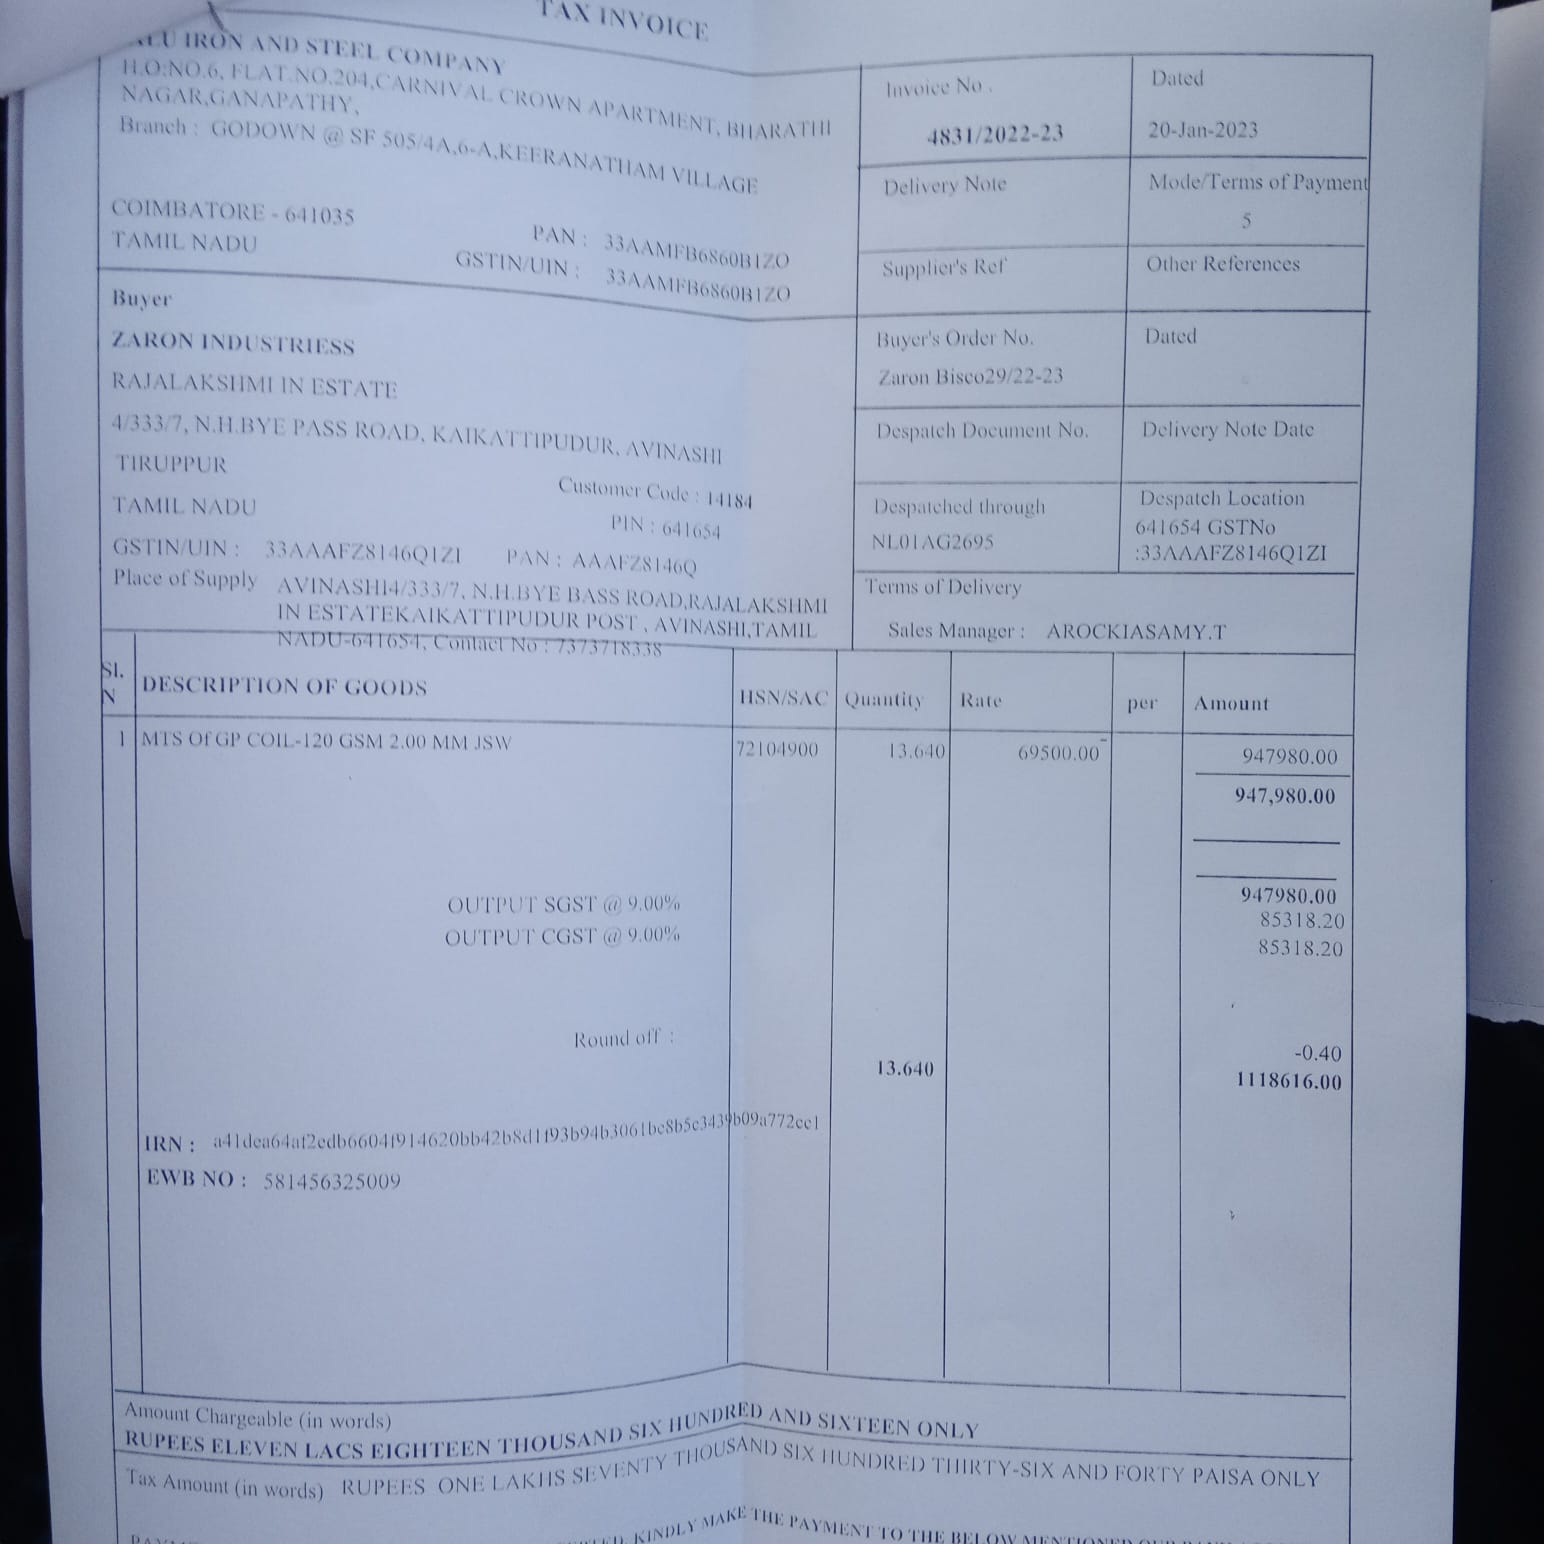 TAX INVOICE
IRON AND STEEL COMPANY
H.O:NO.6, FLAT.NO.204,CARNIVAL CROWN APARTMENT, BHARATHI
NAGAR,GANAPATHY,
Branch : GODOWN @ SF 505/4A,6-A,KEERANATHAM VILLAGE
COIMBATORE - 641035
TAMIL NADU
PAN : 33AAMFB6860B1ZO
GSTIN/UIN : 33AAMFB6860B1ZO
Invoice No .
4831/2022-23
Dated
20-Jan-2023
Delivery Note
Mode/Terms of Payment
5
Supplier's Ref
Other References
Buyer
ZARON INDUSTRIESS
RAJALAKSHMI IN ESTATE
4/333/7, N.H.BYE PASS ROAD, KAIKATTIPUDUR, AVINASHI
TIRUPPUR
Customer Code : 14184
TAMIL NADU
PIN : 641654
GSTIN/UIN : 33AAAFZ8146Q1ZI PAN : AAAFZ8146Q
Place of Supply AVINASHI4/333/7, N.H.BYE BASS ROAD,RAJALAKSHMI
IN ESTATEKAIKATTIPUDUR POST , AVINASHI,TAMIL
NADU-641654, Contact No : 7373718338
Buyer's Order No.
Zaron Bisco29/22-23
Dated
Despatch Document No.
Delivery Note Date
Despatched through
NL01AG2695
Despatch Location
641654 GSTNo
:33AAAFZ8146Q1ZI
Terms of Delivery
Sales Manager : AROCKIASAMY.T
Sl.
N
DESCRIPTION OF GOODS HSN/SAC Quantity Rate per Amount
1 MTS Of GP COIL-120 GSM 2.00 MM JSW 72104900 13.640 69500.00 947980.00
947,980.00
947980.00
OUTPUT SGST @ 9.00% 85318.20
OUTPUT CGST @ 9.00% 85318.20
Round off : -0.40
13.640 1118616.00
IRN : a41dea64af2edb6604f914620bb42b8d1f93b94b3061be8b5c3439b09a772cc1
EWB NO : 581456325009
Amount Chargeable (in words)
RUPEES ELEVEN LACS EIGHTEEN THOUSAND SIX HUNDRED AND SIXTEEN ONLY
Tax Amount (in words) RUPEES ONE LAKHS SEVENTY THOUSAND SIX HUNDRED THIRTY-SIX AND FORTY PAISA ONLY
KINDLY MAKE THE PAYMENT TO THE BELOW MENTIONED